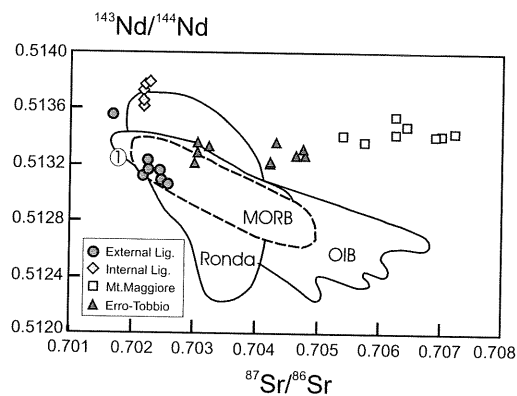 ¹⁴³Nd/¹⁴⁴Nd
0.5140
0.5136
0.5132
0.5128
0.5124
0.5120
1
MORB
OIB
Ronda
External Lig.
Internal Lig.
Mt.Maggiore
Erro-Tobbio
0.701 0.702 0.703 0.704 0.705 0.706 0.707 0.708
⁸⁷Sr/⁸⁶Sr